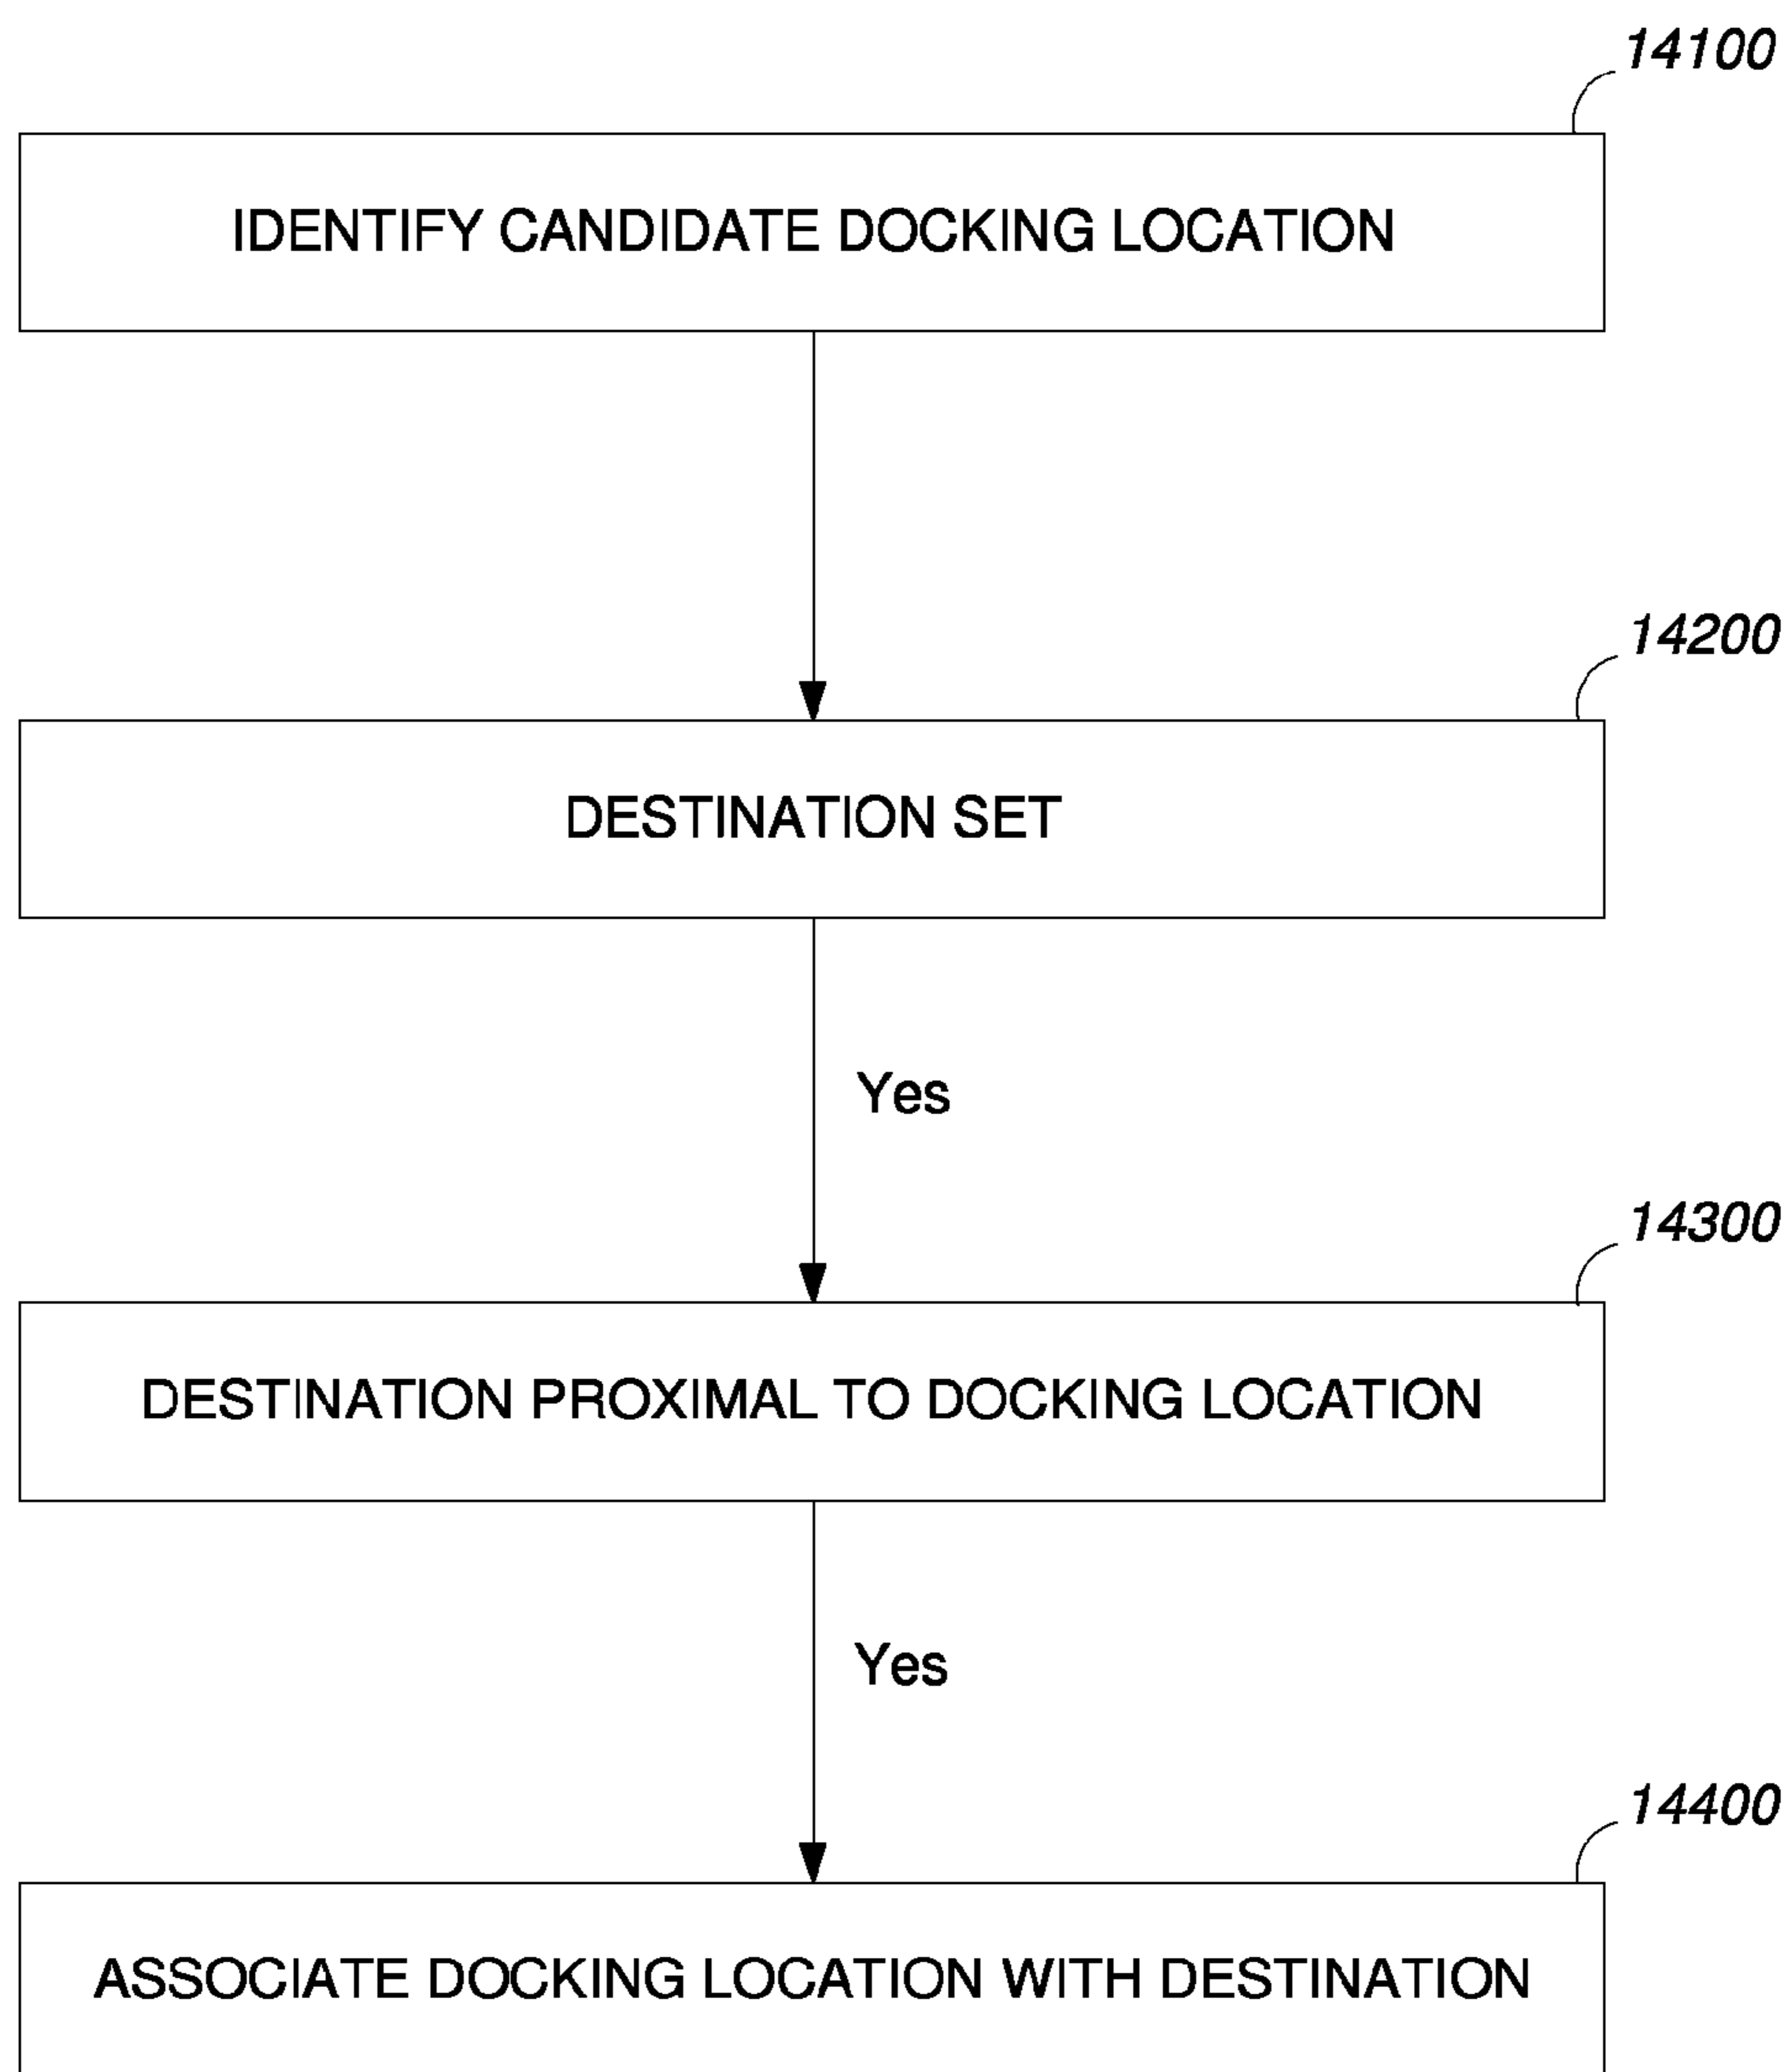 14100
IDENTIFY CANDIDATE DOCKING LOCATION
14200
DESTINATION SET
Yes
14300
DESTINATION PROXIMAL TO DOCKING LOCATION
Yes
14400
ASSOCIATE DOCKING LOCATION WITH DESTINATION